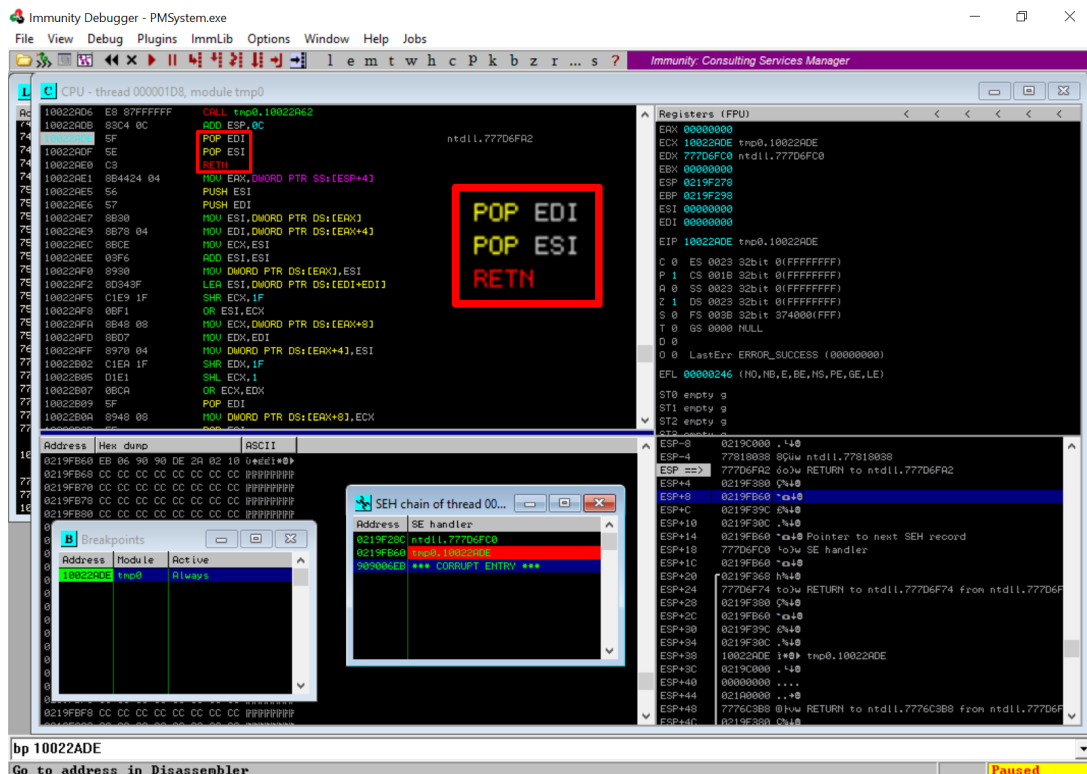 Immunity Debugger - PMSystem.exe
File View Debug Plugins ImmLib Options Window Help Jobs
l e m t w h c P k b z r ... s ? Immunity: Consulting Services Manager
CPU - thread 000001D8, module tmp0
10022AD6 E8 87FFFFFF CALL tmp0.10022A62
10022ADB 83C4 0C ADD ESP,0C
10022ADE 5F POP EDI ntdll.777D6FA2
10022ADF 5E POP ESI
10022AE0 C3 RETN
10022AE1 8B4424 04 MOV EAX,DWORD PTR SS:[ESP+4]
10022AE5 56 PUSH ESI
10022AE6 57 PUSH EDI
10022AE7 8B30 MOV ESI,DWORD PTR DS:[EAX]
10022AE9 8B78 04 MOV EDI,DWORD PTR DS:[EAX+4]
10022AEC 8BCE MOV ECX,ESI
10022AEE 03F6 ADD ESI,ESI
10022AF0 8930 MOV DWORD PTR DS:[EAX],ESI
10022AF2 8D343F LEA ESI,DWORD PTR DS:[EDI+EDI]
10022AF5 C1E9 1F SHR ECX,1F
10022AF8 0BF1 OR ESI,ECX
10022AFA 8B48 08 MOV ECX,DWORD PTR DS:[EAX+8]
10022AFD 8BD7 MOV EDX,EDI
10022AFF 8970 04 MOV DWORD PTR DS:[EAX+4],ESI
10022B02 C1EA 1F SHR EDX,1F
10022B05 D1E1 SHL ECX,1
10022B07 0BCA OR ECX,EDX
10022B09 5F POP EDI
10022B0A 8948 08 MOV DWORD PTR DS:[EAX+8],ECX
POP EDI
POP ESI
RETN
Registers (FPU) < < < < < <
EAX 00000000
ECX 10022ADE tmp0.10022ADE
EDX 777D6FC0 ntdll.777D6FC0
EBX 00000000
ESP 0219F278
EBP 0219F298
ESI 00000000
EDI 00000000
EIP 10022ADE tmp0.10022ADE
C 0 ES 0023 32bit 0(FFFFFFFF)
P 1 CS 001B 32bit 0(FFFFFFFF)
A 0 SS 0023 32bit 0(FFFFFFFF)
Z 1 DS 0023 32bit 0(FFFFFFFF)
S 0 FS 003B 32bit 374000(FFF)
T 0 GS 0000 NULL
D 0
O 0 LastErr ERROR_SUCCESS (00000000)
EFL 00000246 (NO,NB,E,BE,NS,PE,GE,LE)
ST0 empty g
ST1 empty g
ST2 empty g
ST3 empty g
Address Hex dump ASCII
0219FB60 EB 06 90 90 DE 2A 02 10
0219FB68 CC CC CC CC CC CC CC CC
0219FB70 CC CC CC CC CC CC CC CC
0219FB78 CC CC CC CC CC CC CC CC
0219FB80 CC CC CC CC CC CC CC CC
0219FBF8 CC CC CC CC CC CC CC CC
Breakpoints
Address Module Active
10022ADE tmp0 Always
SEH chain of thread 00...
Address SE handler
0219F28C ntdll.777D6FC0
0219FB60 tmp0.10022ADE
909006EB *** CORRUPT ENTRY ***
ESP-8 0219C000
ESP-4 77818038 ntdll.77818038
ESP ==> 777D6FA2 RETURN to ntdll.777D6FA2
ESP+4 0219F380
ESP+8 0219FB60
ESP+C 0219F39C
ESP+10 0219F30C
ESP+14 0219FB60 Pointer to next SEH record
ESP+18 777D6FC0 SE handler
ESP+1C 0219FB60
ESP+20 0219F368
ESP+24 777D6F74 RETURN to ntdll.777D6F74 from ntdll.777D6F
ESP+28 0219F380
ESP+2C 0219FB60
ESP+30 0219F39C
ESP+34 0219F30C
ESP+38 10022ADE tmp0.10022ADE
ESP+3C 0219C000
ESP+40 00000000 ....
ESP+44 021A0000
ESP+48 7776C3B8 RETURN to ntdll.7776C3B8 from ntdll.777D6F
ESP+4C 0219F380
bp 10022ADE
Go to address in Disassembler Paused